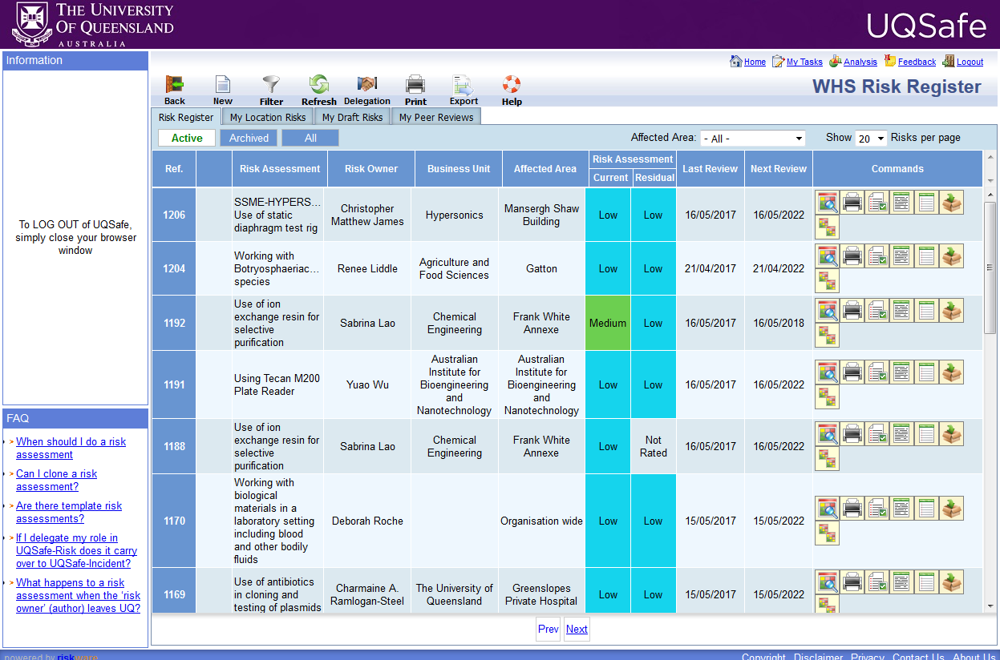 THE UNIVERSITY
OF QUEENSLAND
AUSTRALIA
UQSafe
Information
To LOG OUT of UQSafe,
simply close your browser
window
FAQ
> When should I do a risk
assessment
> Can I clone a risk
assessment?
> Are there template risk
assessments?
> If I delegate my role in
UQSafe-Risk does it carry
over to UQSafe-Incident?
> What happens to a risk
assessment when the ‘risk
owner’ (author) leaves UQ?
Home My Tasks Analysis Feedback Logout
Back New Filter Refresh Delegation Print Export Help
WHS Risk Register
Risk Register My Location Risks My Draft Risks My Peer Reviews
Active Archived All Affected Area: - All - Show 20 Risks per page
Ref. Risk Assessment Risk Owner Business Unit Affected Area Risk Assessment Last Review Next Review Commands
Current Residual
1206
SSME-HYPERS...
Use of static
diaphragm test rig
Christopher
Matthew James
Hypersonics
Mansergh Shaw
Building
Low Low 16/05/2017 16/05/2022
1204
Working with
Botryosphaeriac...
species
Renee Liddle
Agriculture and
Food Sciences
Gatton
Low Low 21/04/2017 21/04/2022
1192
Use of ion
exchange resin for
selective
purification
Sabrina Lao
Chemical
Engineering
Frank White
Annexe
Medium Low 16/05/2017 16/05/2018
1191
Using Tecan M200
Plate Reader
Yuao Wu
Australian
Institute for
Bioengineering
and
Nanotechnology
Australian
Institute for
Bioengineering
and
Nanotechnology
Low Low 16/05/2017 16/05/2022
1188
Use of ion
exchange resin for
selective
purification
Sabrina Lao
Chemical
Engineering
Frank White
Annexe
Low
Not
Rated
16/05/2017 16/05/2022
1170
Working with
biological
materials in a
laboratory setting
including blood
and other bodily
fluids
Deborah Roche
Organisation wide
Low Low 15/05/2017 15/05/2022
1169
Use of antibiotics
in cloning and
testing of plasmids
Charmaine A.
Ramlogan-Steel
The University of
Queensland
Greenslopes
Private Hospital
Low Low 15/05/2017 15/05/2022
Prev Next
powered by riskware
Copyright Disclaimer Privacy Contact Us About Us